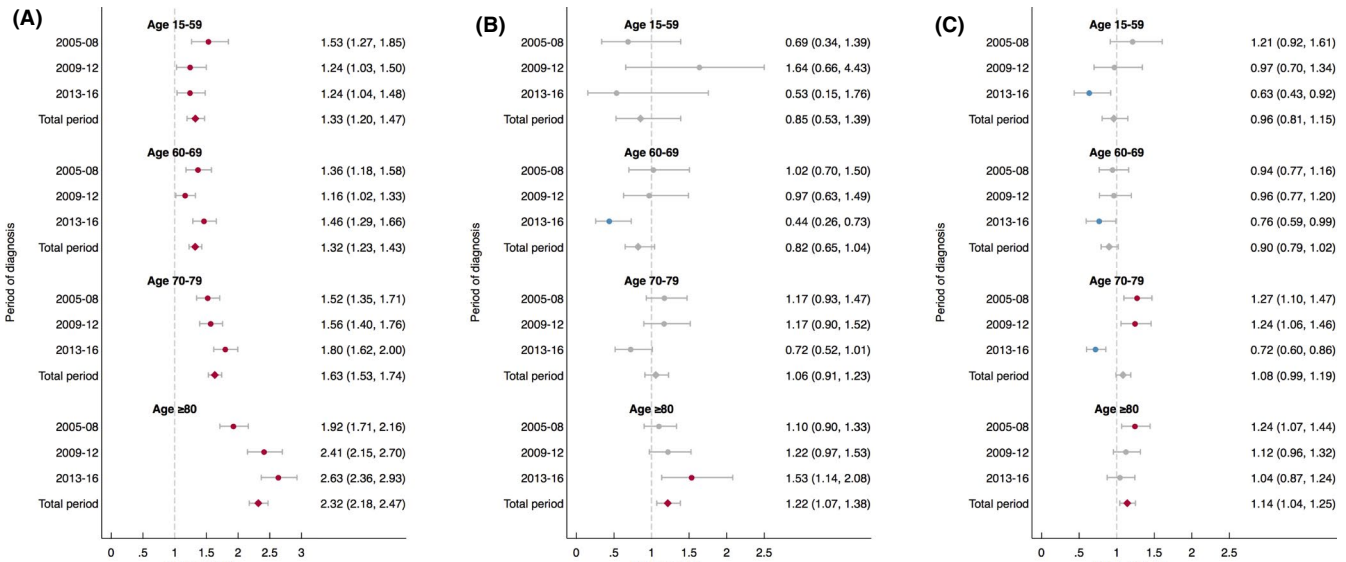 (A)
Age 15-59
2005-08 1.53 (1.27, 1.85)
2009-12 1.24 (1.03, 1.50)
2013-16 1.24 (1.04, 1.48)
Total period 1.33 (1.20, 1.47)
Age 60-69
2005-08 1.36 (1.18, 1.58)
2009-12 1.16 (1.02, 1.33)
2013-16 1.46 (1.29, 1.66)
Total period 1.32 (1.23, 1.43)
Age 70-79
2005-08 1.52 (1.35, 1.71)
2009-12 1.56 (1.40, 1.76)
2013-16 1.80 (1.62, 2.00)
Total period 1.63 (1.53, 1.74)
Age ≥80
2005-08 1.92 (1.71, 2.16)
2009-12 2.41 (2.15, 2.70)
2013-16 2.63 (2.36, 2.93)
Total period 2.32 (2.18, 2.47)
Period of diagnosis
0 .5 1 1.5 2 2.5 3
(B)
Age 15-59
2005-08 0.69 (0.34, 1.39)
2009-12 1.64 (0.66, 4.43)
2013-16 0.53 (0.15, 1.76)
Total period 0.85 (0.53, 1.39)
Age 60-69
2005-08 1.02 (0.70, 1.50)
2009-12 0.97 (0.63, 1.49)
2013-16 0.44 (0.26, 0.73)
Total period 0.82 (0.65, 1.04)
Age 70-79
2005-08 1.17 (0.93, 1.47)
2009-12 1.17 (0.90, 1.52)
2013-16 0.72 (0.52, 1.01)
Total period 1.06 (0.91, 1.23)
Age ≥80
2005-08 1.10 (0.90, 1.33)
2009-12 1.22 (0.97, 1.53)
2013-16 1.53 (1.14, 2.08)
Total period 1.22 (1.07, 1.38)
Period of diagnosis
0 .5 1 1.5 2 2.5
(C)
Age 15-59
2005-08 1.21 (0.92, 1.61)
2009-12 0.97 (0.70, 1.34)
2013-16 0.63 (0.43, 0.92)
Total period 0.96 (0.81, 1.15)
Age 60-69
2005-08 0.94 (0.77, 1.16)
2009-12 0.96 (0.77, 1.20)
2013-16 0.76 (0.59, 0.99)
Total period 0.90 (0.79, 1.02)
Age 70-79
2005-08 1.27 (1.10, 1.47)
2009-12 1.24 (1.06, 1.46)
2013-16 0.72 (0.60, 0.86)
Total period 1.08 (0.99, 1.19)
Age ≥80
2005-08 1.24 (1.07, 1.44)
2009-12 1.12 (0.96, 1.32)
2013-16 1.04 (0.87, 1.24)
Total period 1.14 (1.04, 1.25)
Period of diagnosis
0 .5 1 1.5 2 2.5